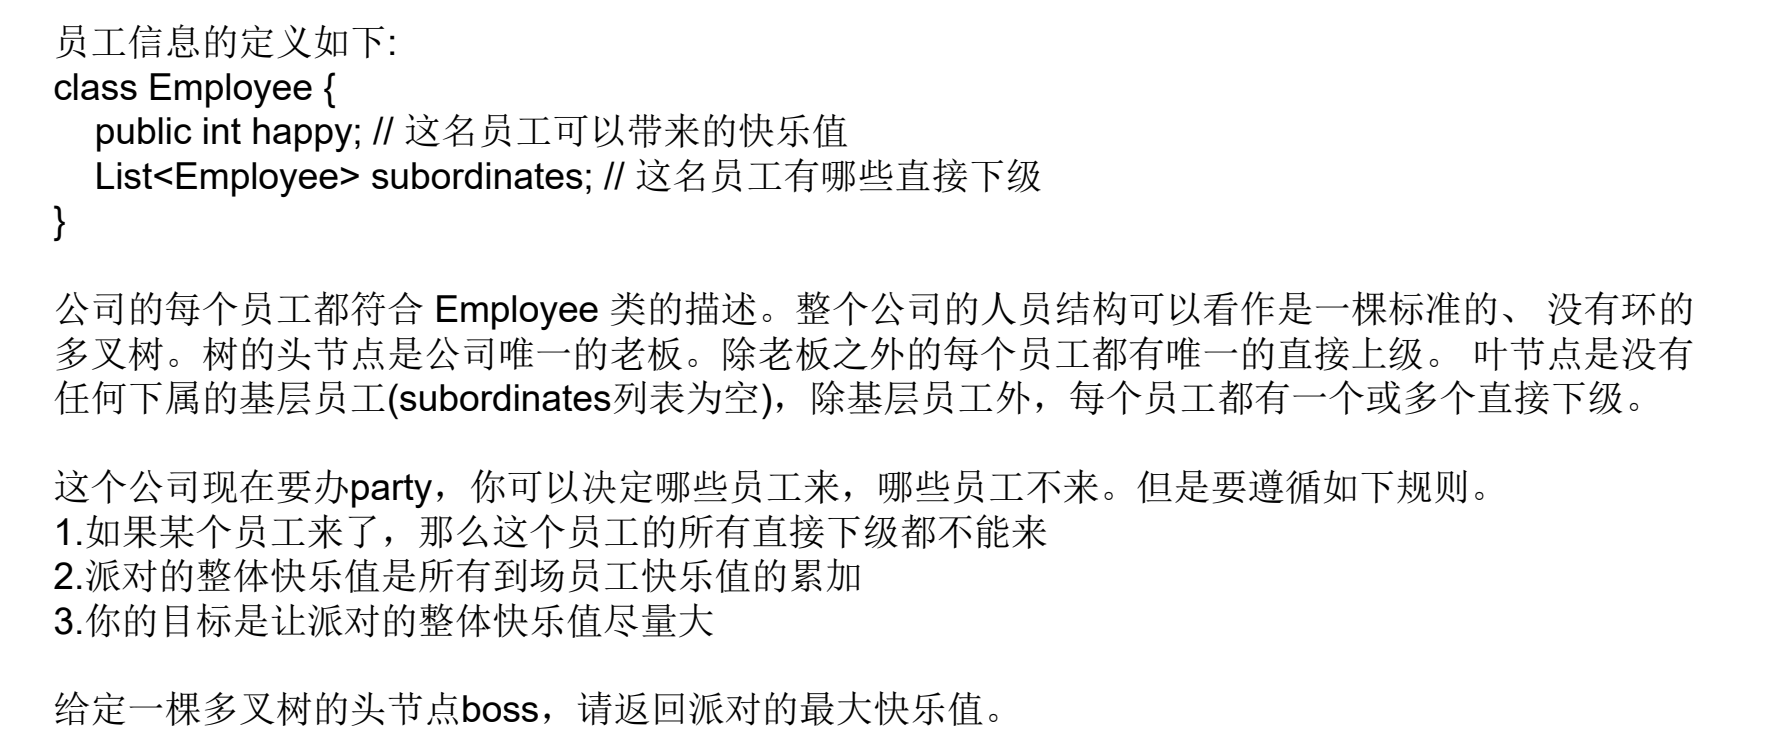 员工信息的定义如下:
class Employee {
public int happy; // 这名员工可以带来的快乐值
List<Employee> subordinates; // 这名员工有哪些直接下级
}
公司的每个员工都符合 Employee 类的描述。整个公司的人员结构可以看作是一棵标准的、 没有环的
多叉树。树的头节点是公司唯一的老板。除老板之外的每个员工都有唯一的直接上级。 叶节点是没有
任何下属的基层员工(subordinates列表为空)，除基层员工外，每个员工都有一个或多个直接下级。
这个公司现在要办party，你可以决定哪些员工来，哪些员工不来。但是要遵循如下规则。
1.如果某个员工来了，那么这个员工的所有直接下级都不能来
2.派对的整体快乐值是所有到场员工快乐值的累加
3.你的目标是让派对的整体快乐值尽量大
给定一棵多叉树的头节点boss，请返回派对的最大快乐值。